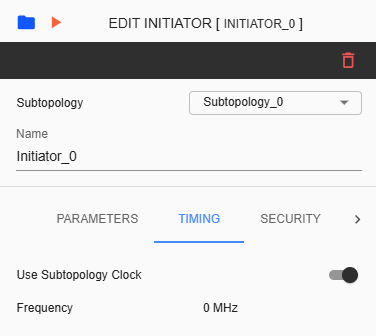 EDIT INITIATOR [ INITIATOR_0 ]
Subtopology Subtopology_0
Name
Initiator_0
PARAMETERS TIMING SECURITY
Use Subtopology Clock
Frequency 0 MHz